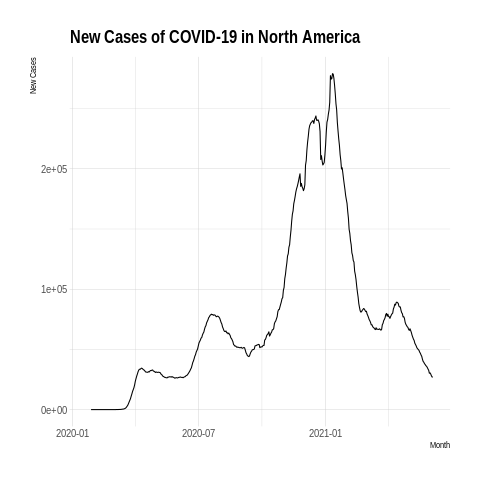 New Cases of COVID-19 in North America
New Cases
2e+05
1e+05
0e+00
2020-01 2020-07 2021-01
Month